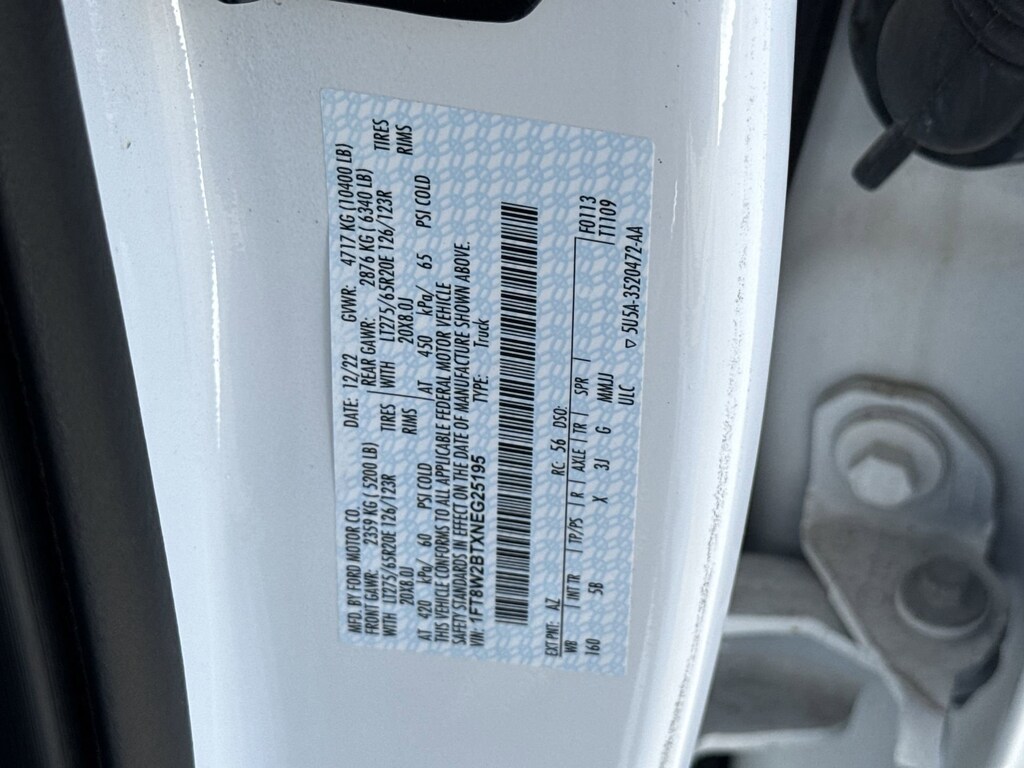 MFD. BY FORD MOTOR CO. DATE: 12/22 GVWR: 4717 KG (10400 LB)
FRONT GAWR: 2359 KG ( 5200 LB) REAR GAWR: 2876 KG ( 6340 LB)
WITH LT275/65R20E 126/123R TIRES WITH LT275/65R20E 126/123R TIRES
20X8.0J RIMS 20X8.0J RIMS
AT 420 kPa/ 60 PSI COLD AT 450 kPa/ 65 PSI COLD
THIS VEHICLE CONFORMS TO ALL APPLICABLE FEDERAL MOTOR VEHICLE
SAFETY STANDARDS IN EFFECT ON THE DATE OF MANUFACTURE SHOWN ABOVE.
VIN: 1FT8W2BTXNEG25195 TYPE: Truck
EXT PNT: AZ RC: 56 DSO: F0113
WB | INT TR | TP/PS | R | AXLE | TR | SPR | T1109
160 5B X 3J G MMJJ
ULC ▽ 5U5A-3520472-AA